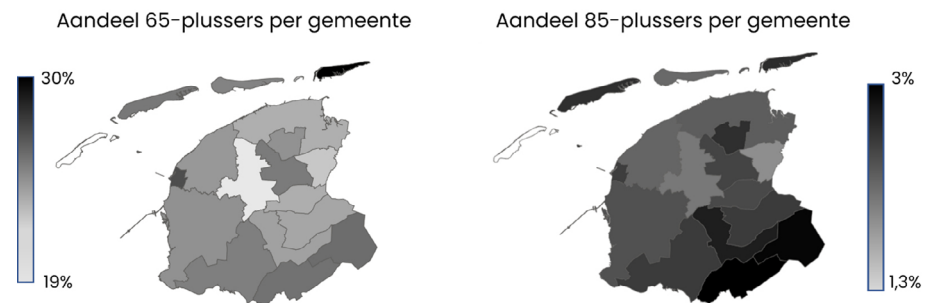 Aandeel 65-plussers per gemeente
30%
19%
Aandeel 85-plussers per gemeente
3%
1,3%